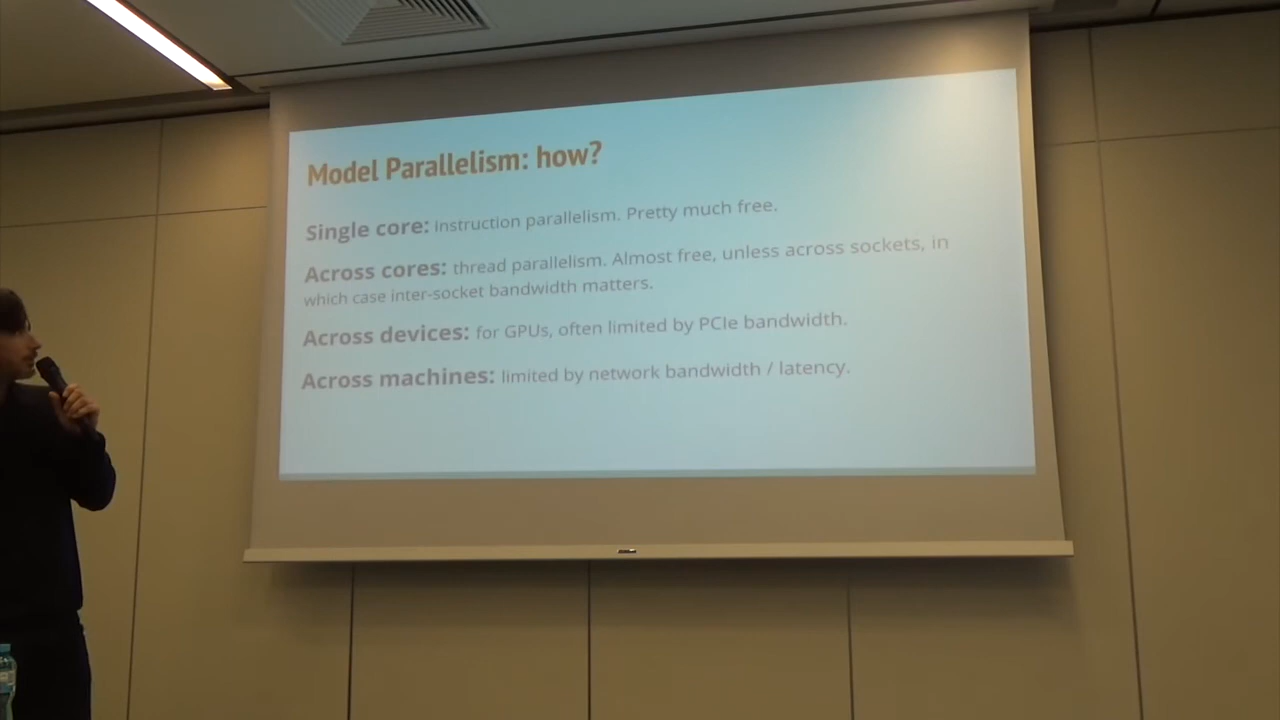 Model Parallelism: how?
Single core: instruction parallelism. Pretty much free.
Across cores: thread parallelism. Almost free, unless across sockets, in
which case inter-socket bandwidth matters.
Across devices: for GPUs, often limited by PCIe bandwidth.
Across machines: limited by network bandwidth / latency.